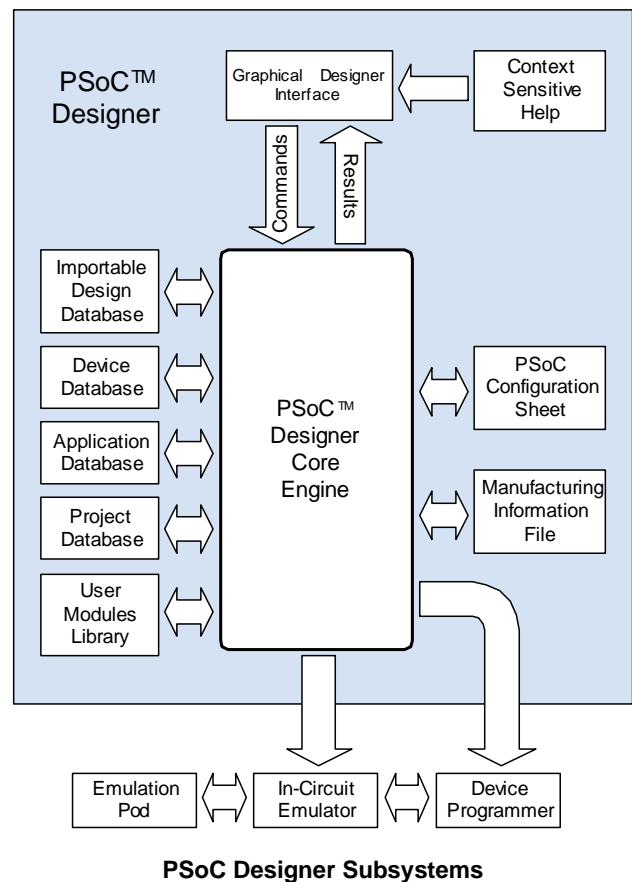 PSoC™
Designer
Graphical Designer
Interface
Context
Sensitive
Help
Commands
Results
Importable
Design
Database
Device
Database
Application
Database
Project
Database
User
Modules
Library
PSoC™
Designer
Core
Engine
PSoC
Configuration
Sheet
Manufacturing
Information
File
Emulation
Pod
In-Circuit
Emulator
Device
Programmer
PSoC Designer Subsystems